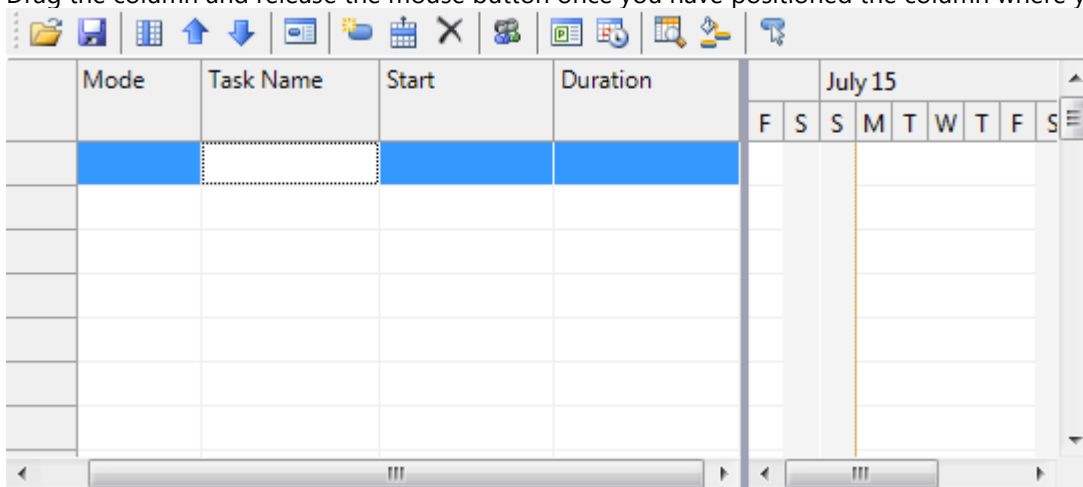 Drag the column and release the mouse button once you have positioned the column where
Mode Task Name Start Duration July 15
F S S M T W T F S